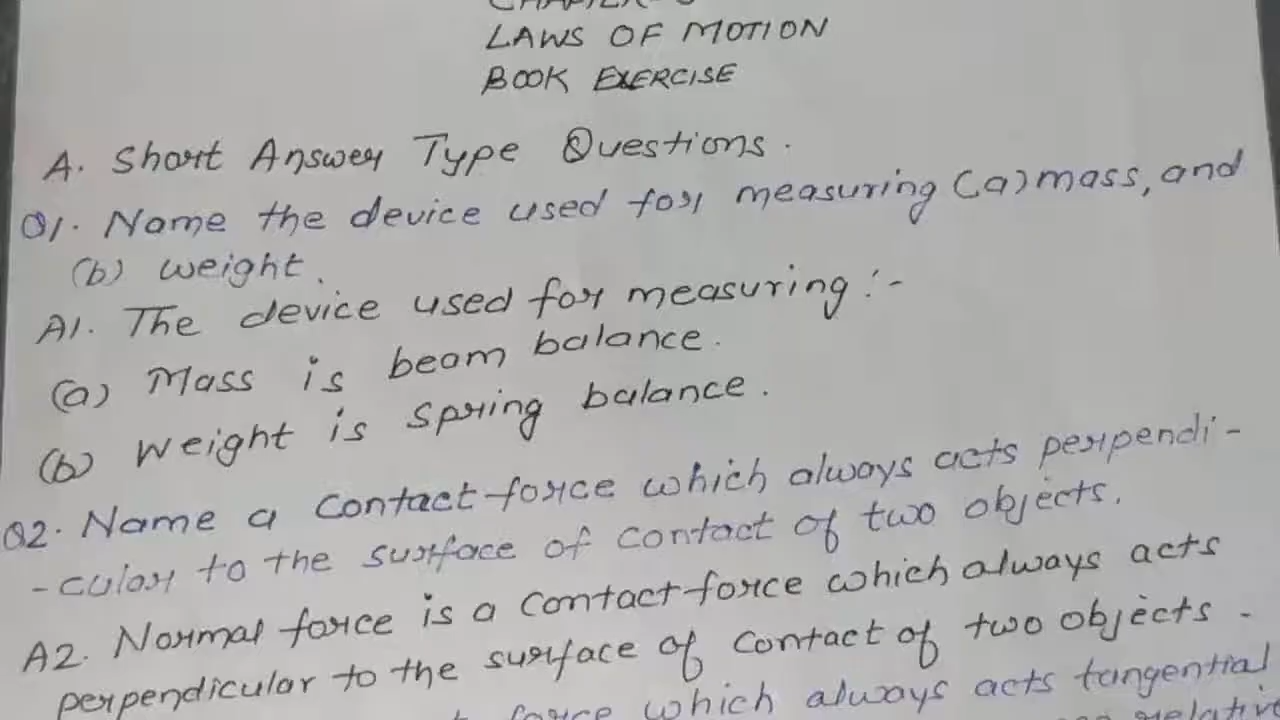 LAWS OF MOTION
BOOK EXERCISE
A. Short Answer Type Questions.
Q1. Name the device used for measuring (a) mass, and
(b) weight.
A1. The device used for measuring :-
(a) Mass is beam balance.
(b) Weight is spring balance.
Q2. Name a contact force which always acts perpendi-
-cular to the surface of contact of two objects.
A2. Normal force is a contact force which always acts
perpendicular to the surface of contact of two objects.
force which always acts tangential